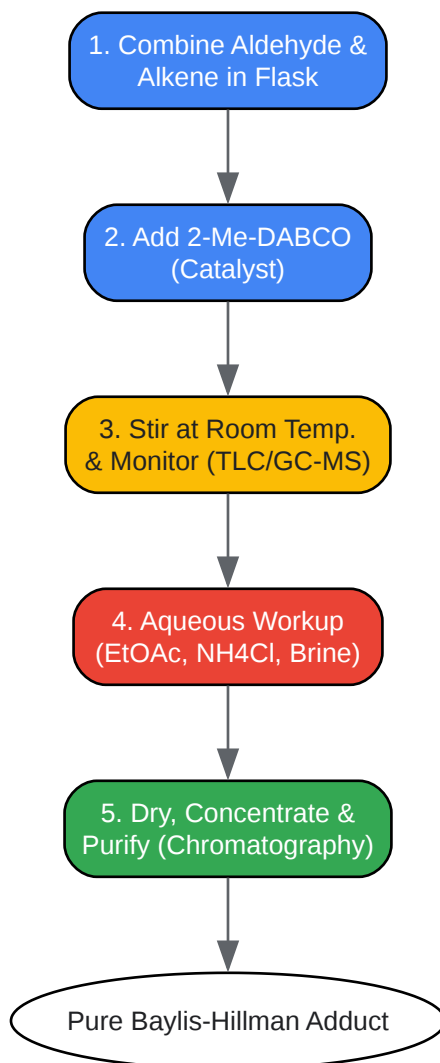 1. Combine Aldehyde &
Alkene in Flask
2. Add 2-Me-DABCO
(Catalyst)
3. Stir at Room Temp.
& Monitor (TLC/GC-MS)
4. Aqueous Workup
(EtOAc, NH4Cl, Brine)
5. Dry, Concentrate &
Purify (Chromatography)
Pure Baylis-Hillman Adduct